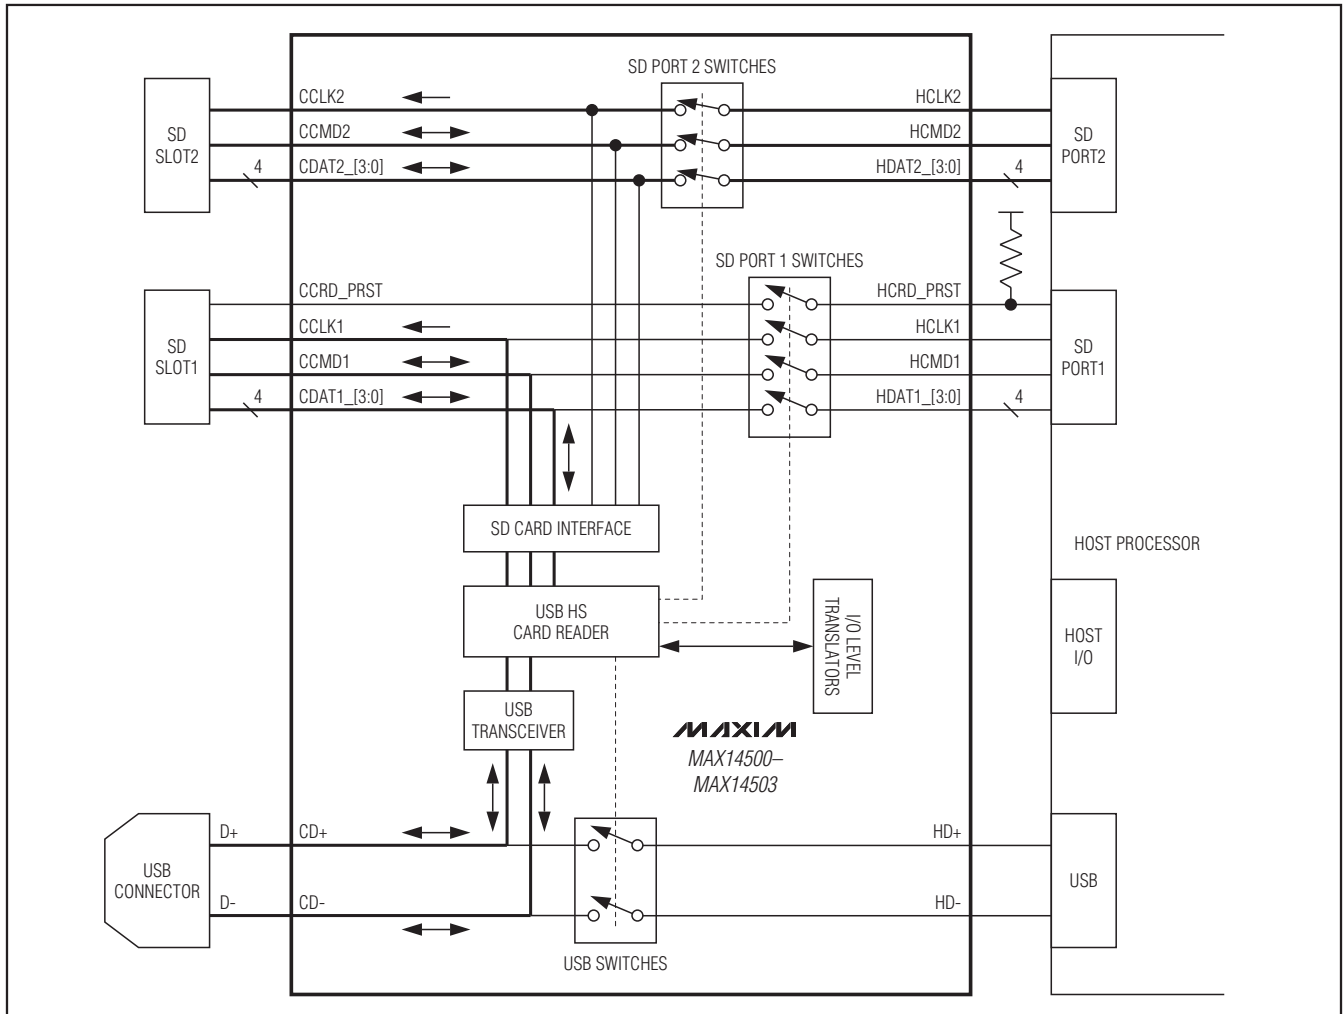 SD PORT 2 SWITCHES
CCLK2
HCLK2
SD
SLOT2
CCMD2
HCMD2
SD
PORT2
4
CDAT2_[3:0]
HDAT2_[3:0]
4
SD PORT 1 SWITCHES
CCRD_PRST
HCRD_PRST
SD
SLOT1
CCLK1
HCLK1
SD
PORT1
CCMD1
HCMD1
4
CDAT1_[3:0]
HDAT1_[3:0]
4
SD CARD INTERFACE
HOST PROCESSOR
USB HS
CARD READER
I/O LEVEL
TRANSLATORS
HOST
I/O
USB
TRANSCEIVER
MAXIM
MAX14500–
MAX14503
D+
CD+
HD+
USB
CONNECTOR
USB
D-
CD-
HD-
USB SWITCHES